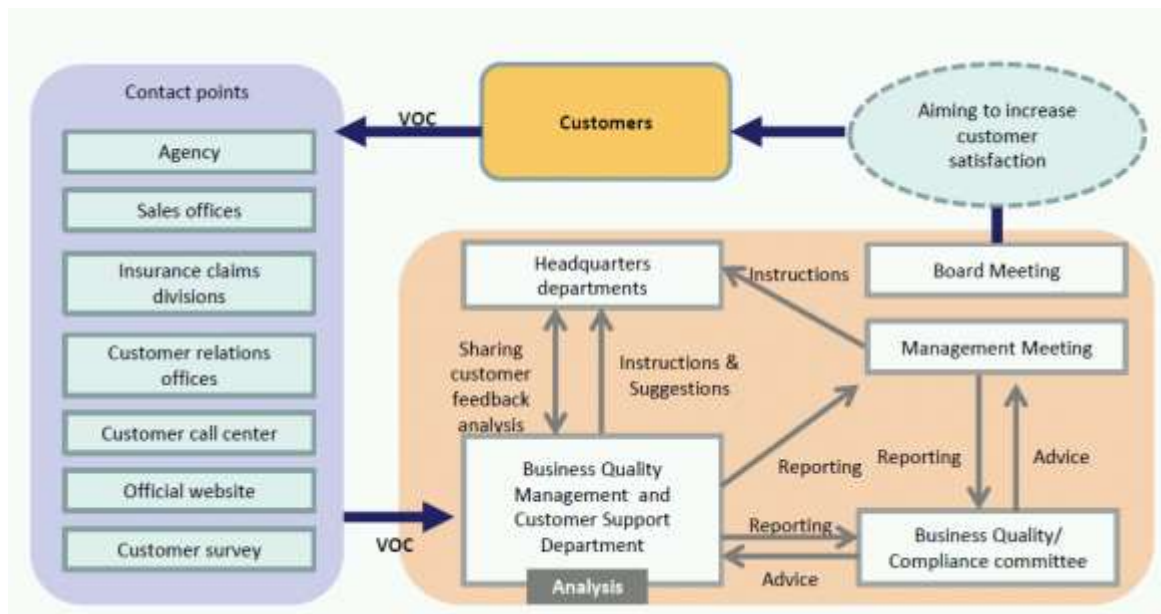 Contact points
Agency
Sales offices
Insurance claims
divisions
Customer relations
offices
Customer call center
Official website
Customer survey
VOC
Customers
Aiming to increase
customer
satisfaction
Headquarters
departments
Instructions
Board Meeting
Management Meeting
Sharing
customer
feedback
analysis
Instructions &
Suggestions
Reporting
Reporting
Advice
VOC
Business Quality
Management and
Customer Support
Department
Analysis
Reporting
Advice
Business Quality/
Compliance committee